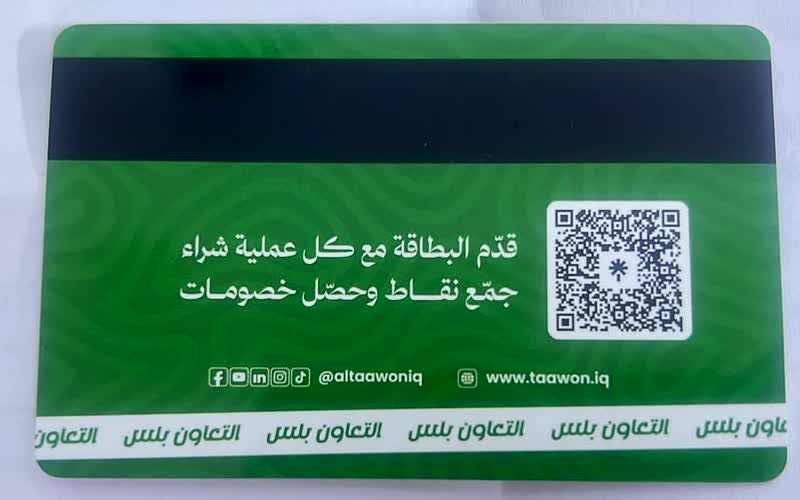 قدّم البطاقة مع كل عملية شراء
جمّع نقاط وحصّل خصومات
@altaawoniq www.taawon.iq
التعاون بلس التعاون بلس التعاون بلس التعاون بلس التعاون بلس التعاون